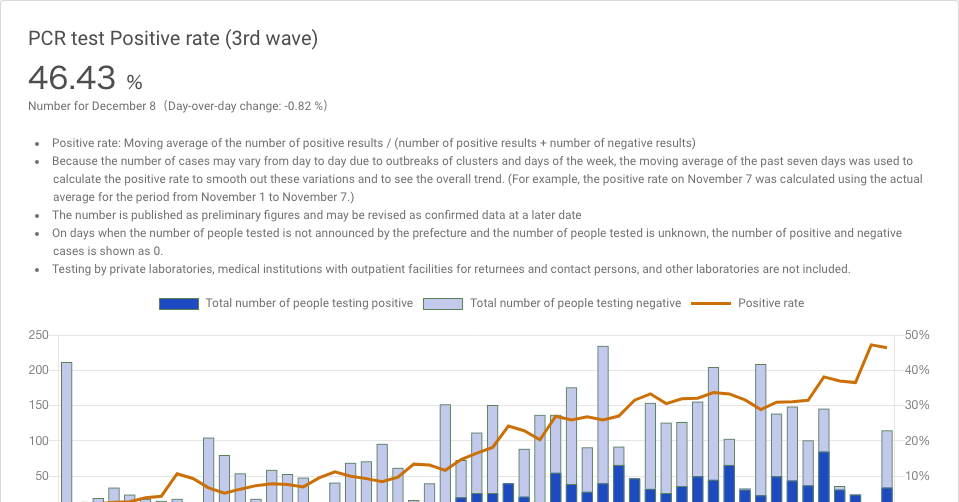 PCR test Positive rate (3rd wave)
46.43 %
Number for December 8（Day-over-day change: -0.82 %）
• Positive rate: Moving average of the number of positive results / (number of positive results + number of negative results)
• Because the number of cases may vary from day to day due to outbreaks of clusters and days of the week, the moving average of the past seven days was used to
calculate the positive rate to smooth out these variations and to see the overall trend. (For example, the positive rate on November 7 was calculated using the actual
average for the period from November 1 to November 7.)
• The number is published as preliminary figures and may be revised as confirmed data at a later date
• On days when the number of people tested is not announced by the prefecture and the number of people tested is unknown, the number of positive and negative
cases is shown as 0.
• Testing by private laboratories, medical institutions with outpatient facilities for returnees and contact persons, and other laboratories are not included.
Total number of people testing positive Total number of people testing negative Positive rate
250 50%
200 40%
150 30%
100 20%
50 10%